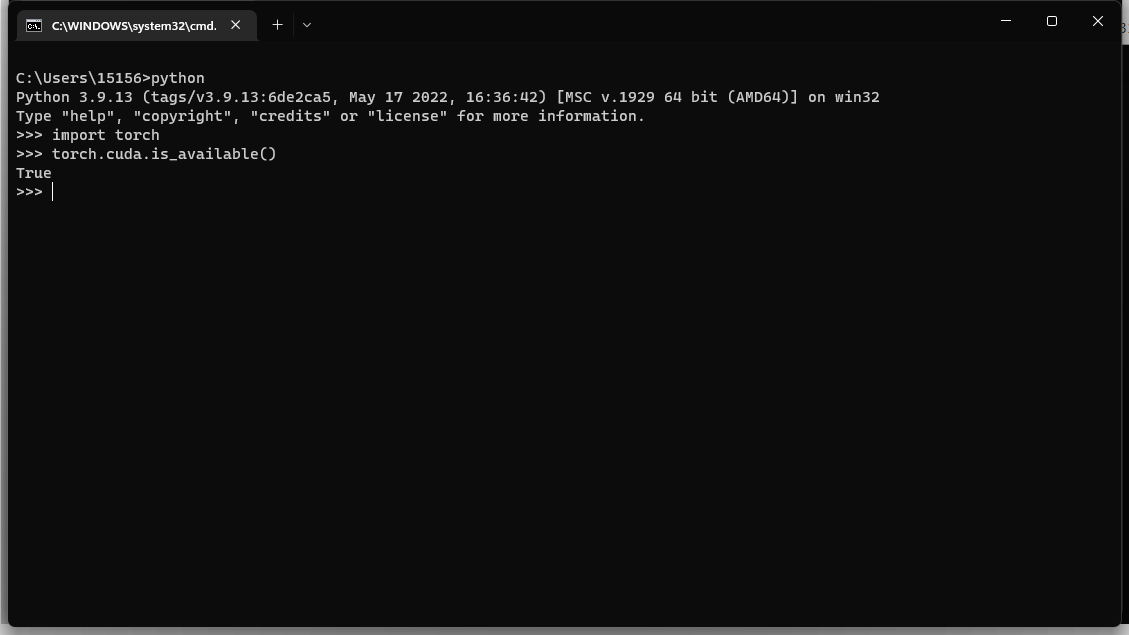 C:\WINDOWS\system32\cmd.
C:\Users\15156>python
Python 3.9.13 (tags/v3.9.13:6de2ca5, May 17 2022, 16:36:42) [MSC v.1929 64 bit (AMD64)] on win32
Type "help", "copyright", "credits" or "license" for more information.
>>> import torch
>>> torch.cuda.is_available()
True
>>>